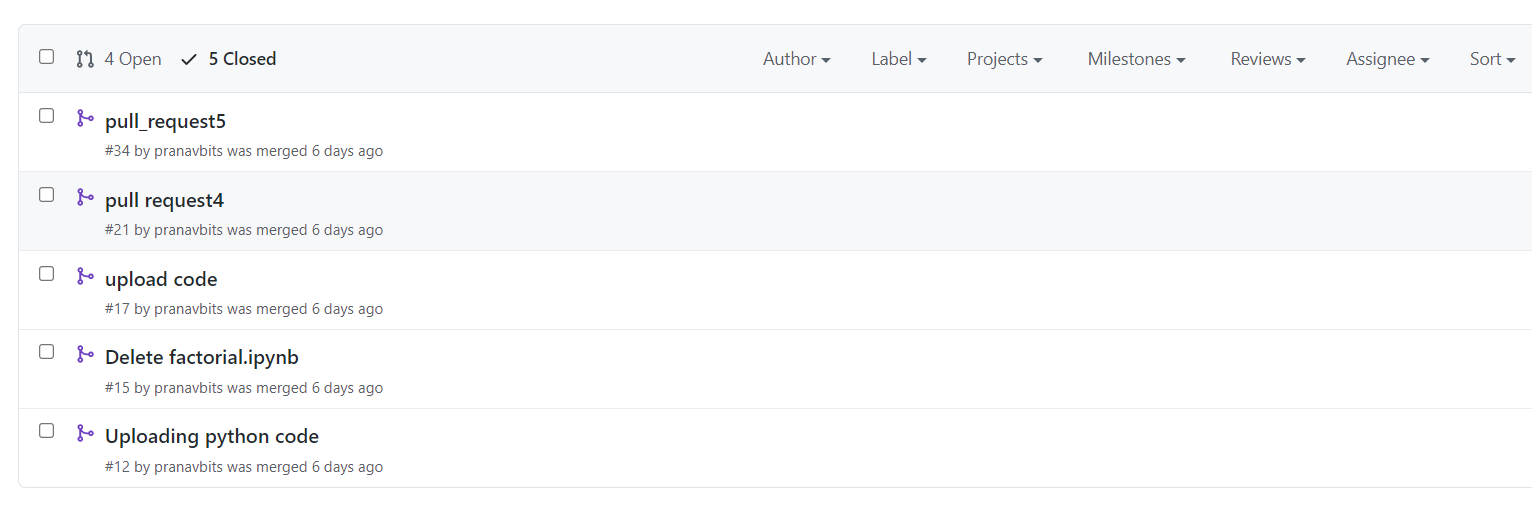 4 Open 5 Closed Author Label Projects Milestones Reviews Assignee Sort
pull_request5
#34 by pranavbits was merged 6 days ago
pull request4
#21 by pranavbits was merged 6 days ago
upload code
#17 by pranavbits was merged 6 days ago
Delete factorial.ipynb
#15 by pranavbits was merged 6 days ago
Uploading python code
#12 by pranavbits was merged 6 days ago